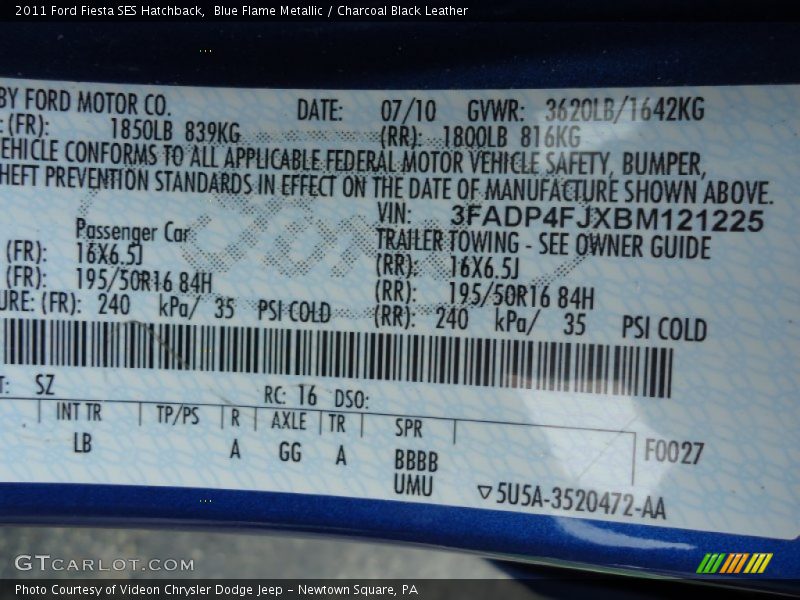 2011 Ford Fiesta SES Hatchback,  Blue Flame Metallic / Charcoal Black Leather
BY FORD MOTOR CO. DATE: 07/10 GVWR: 3620LB/1642KG
(FR): 1850LB 839KG (RR): 1800LB 816KG
EHICLE CONFORMS TO ALL APPLICABLE FEDERAL MOTOR VEHICLE SAFETY, BUMPER,
HEFT PREVENTION STANDARDS IN EFFECT ON THE DATE OF MANUFACTURE SHOWN ABOVE.
VIN: 3FADP4FJXBM121225
Passenger Car TRAILER TOWING - SEE OWNER GUIDE
(FR): 16X6.5J (RR): 16X6.5J
(FR): 195/50R16 84H (RR): 195/50R16 84H
URE: (FR): 240 kPa/ 35 PSI COLD (RR): 240 kPa/ 35 PSI COLD
T: SZ RC: 16 DSO:
INT TR TP/PS R AXLE TR SPR
LB A GG A BBBB F0027
UMU ▽5U5A-3520472-AA
GTCARLOT.COM
Photo Courtesy of Videon Chrysler Dodge Jeep - Newtown Square, PA